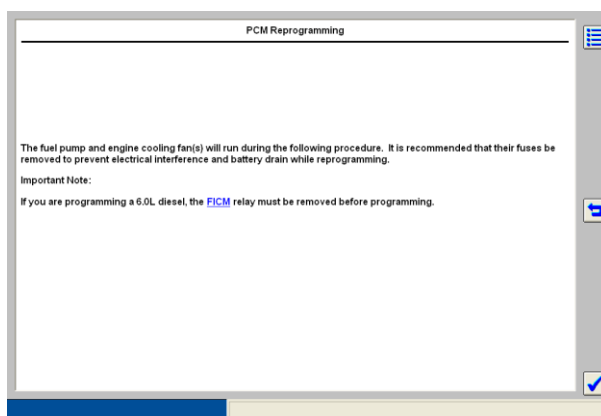 PCM Reprogramming
The fuel pump and engine cooling fan(s) will run during the following procedure. It is recommended that their fuses be
removed to prevent electrical interference and battery drain while reprogramming.
Important Note:
If you are programming a 6.0L diesel, the FICM relay must be removed before programming.